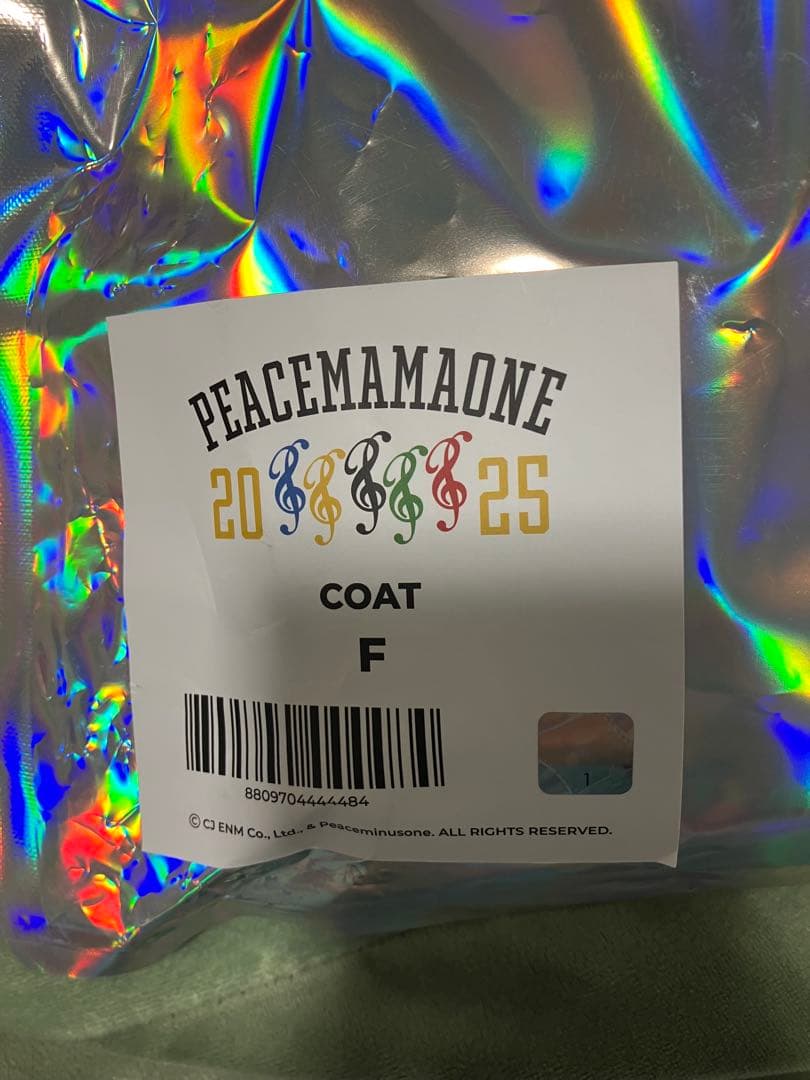 PEACEMAMAONE
20 25
COAT
F
8809704444484
1
© CJ ENM Co., Ltd., & Peaceminusone. ALL RIGHTS RESERVED.